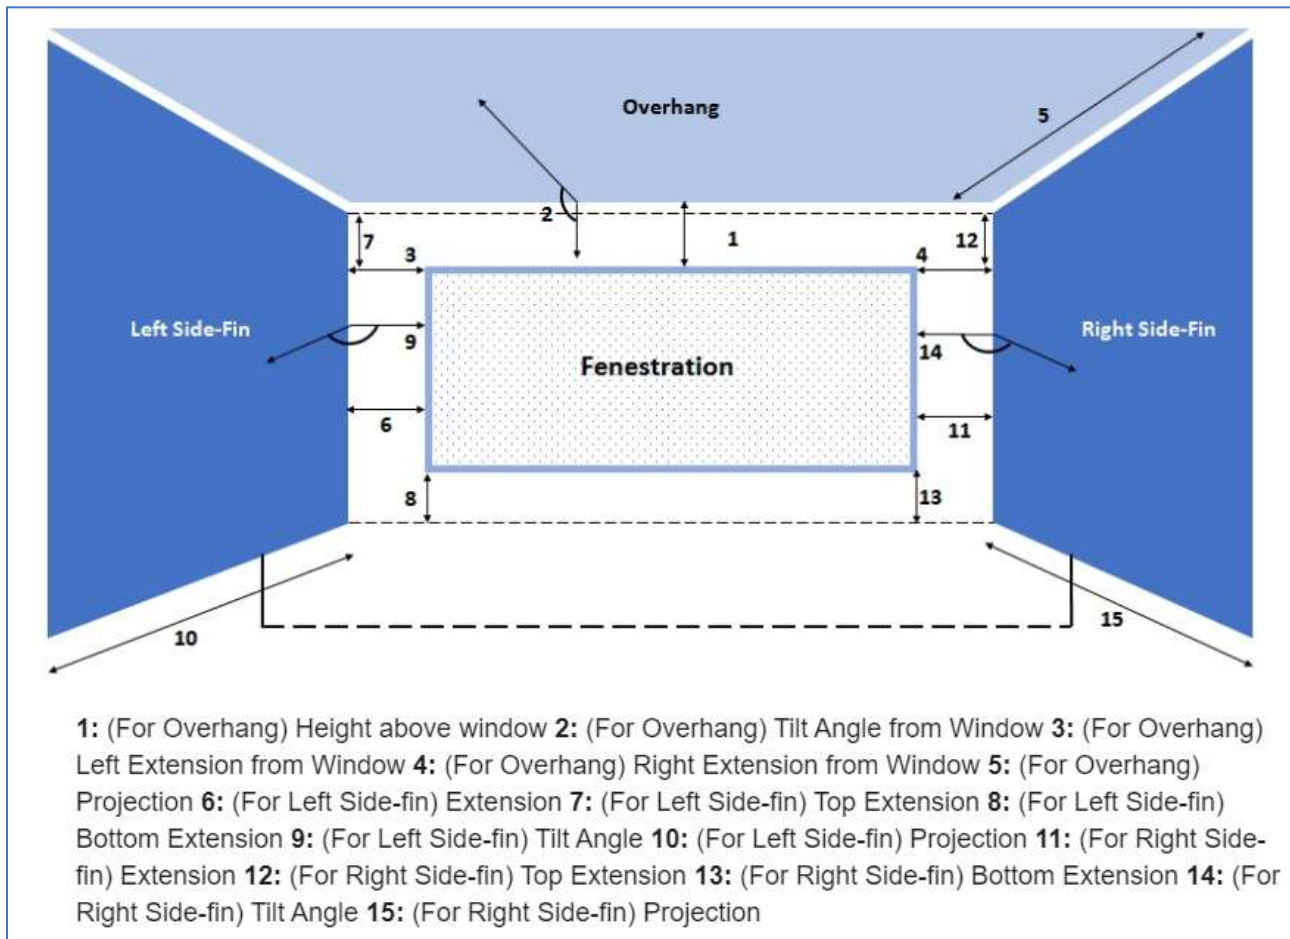 Overhang
5
2
1
12
7
3
4
Left Side-Fin
Right Side-Fin
9
14
Fenestration
6
11
8
13
10
15
1: (For Overhang) Height above window 2: (For Overhang) Tilt Angle from Window 3: (For Overhang)
Left Extension from Window 4: (For Overhang) Right Extension from Window 5: (For Overhang)
Projection 6: (For Left Side-fin) Extension 7: (For Left Side-fin) Top Extension 8: (For Left Side-fin)
Bottom Extension 9: (For Left Side-fin) Tilt Angle 10: (For Left Side-fin) Projection 11: (For Right Side-
fin) Extension 12: (For Right Side-fin) Top Extension 13: (For Right Side-fin) Bottom Extension 14: (For
Right Side-fin) Tilt Angle 15: (For Right Side-fin) Projection